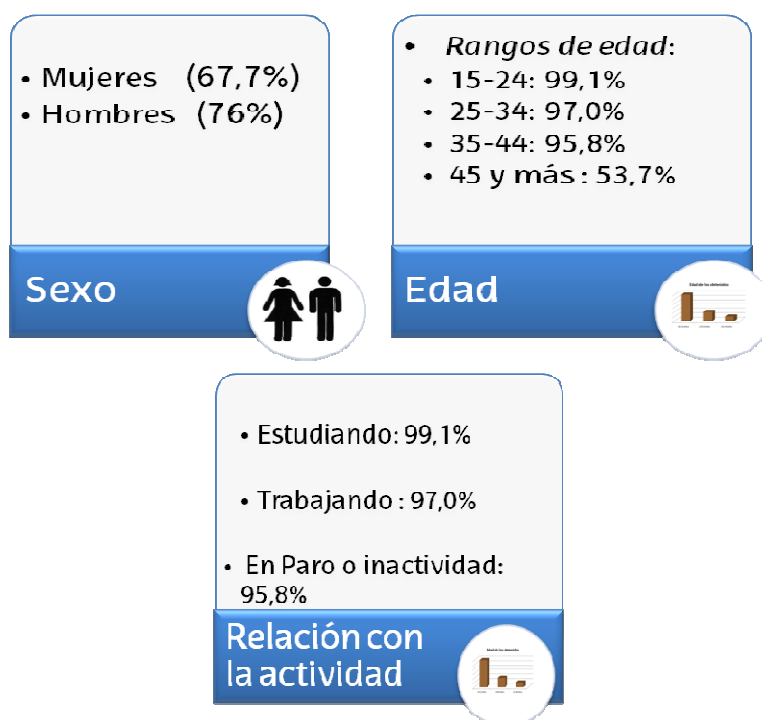 • Mujeres (67,7%)
• Hombres (76%)
Sexo
• Rangos de edad:
• 15-24: 99,1%
• 25-34: 97,0%
• 35-44: 95,8%
• 45 y más : 53,7%
Edad
• Estudiando: 99,1%
• Trabajando : 97,0%
• En Paro o inactividad:
95,8%
Relación con
la actividad